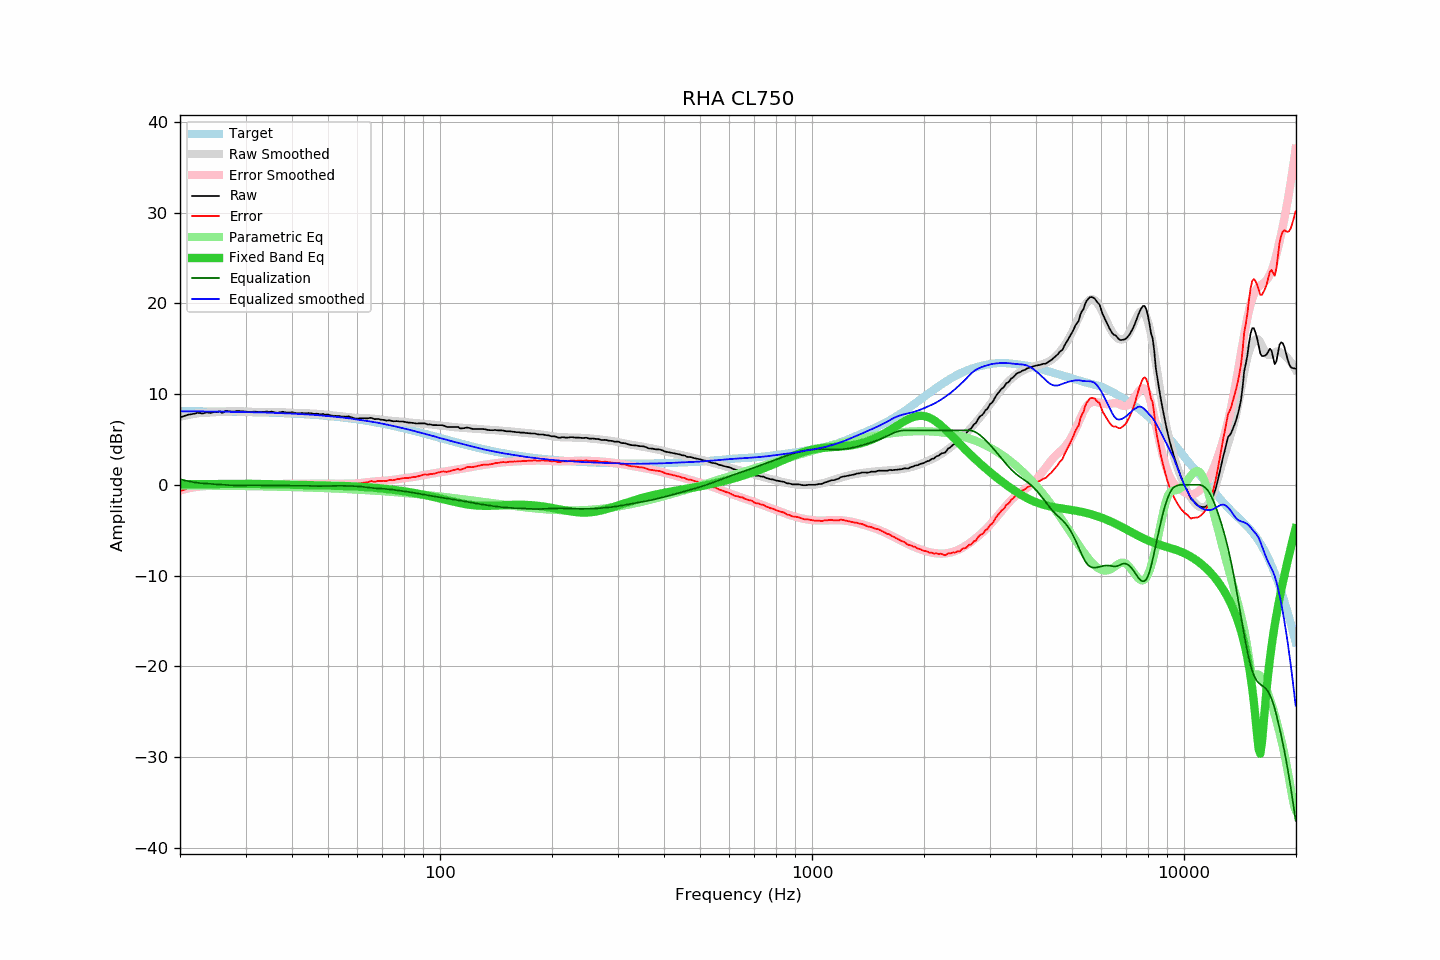 RHA CL750
Amplitude (dBr)
40
30
20
10
0
−10
−20
−30
−40
Target
Raw Smoothed
Error Smoothed
Raw
Error
Parametric Eq
Fixed Band Eq
Equalization
Equalized smoothed
100
1000
10000
Frequency (Hz)